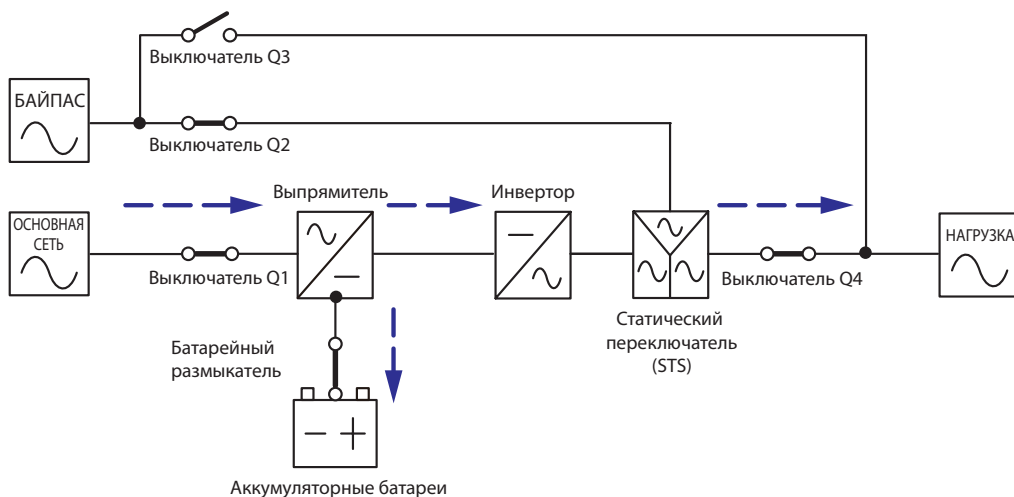 Выключатель Q3
БАЙПАС
Выключатель Q2
Выпрямитель
Инвертор
ОСНОВНАЯ
СЕТЬ
НАГРУЗКА
Выключатель Q1
Выключатель Q4
Статический
переключатель
(STS)
Батарейный
размыкатель
Аккумуляторные батареи